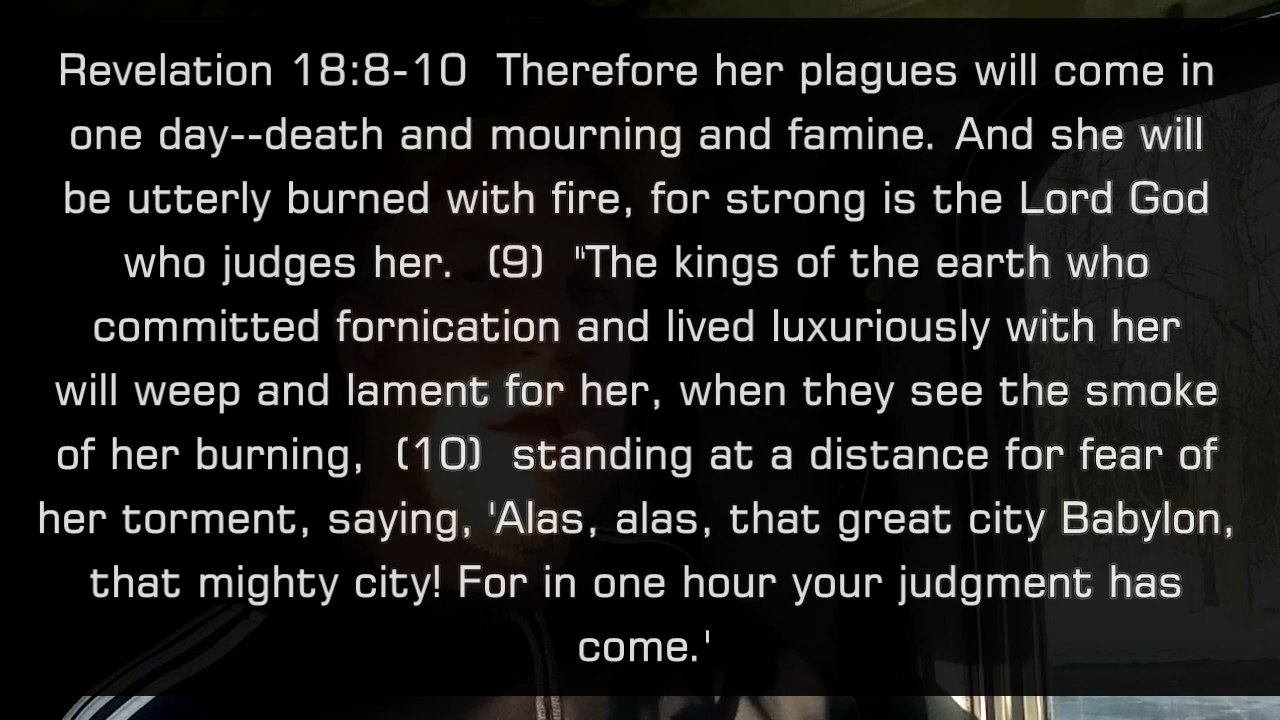 Revelation 18:8-10  Therefore her plagues will come in
one day--death and mourning and famine. And she will
be utterly burned with fire, for strong is the Lord God
who judges her.  (9)  "The kings of the earth who
committed fornication and lived luxuriously with her
will weep and lament for her, when they see the smoke
of her burning,  (10)  standing at a distance for fear of
her torment, saying, 'Alas, alas, that great city Babylon,
that mighty city! For in one hour your judgment has
come.'